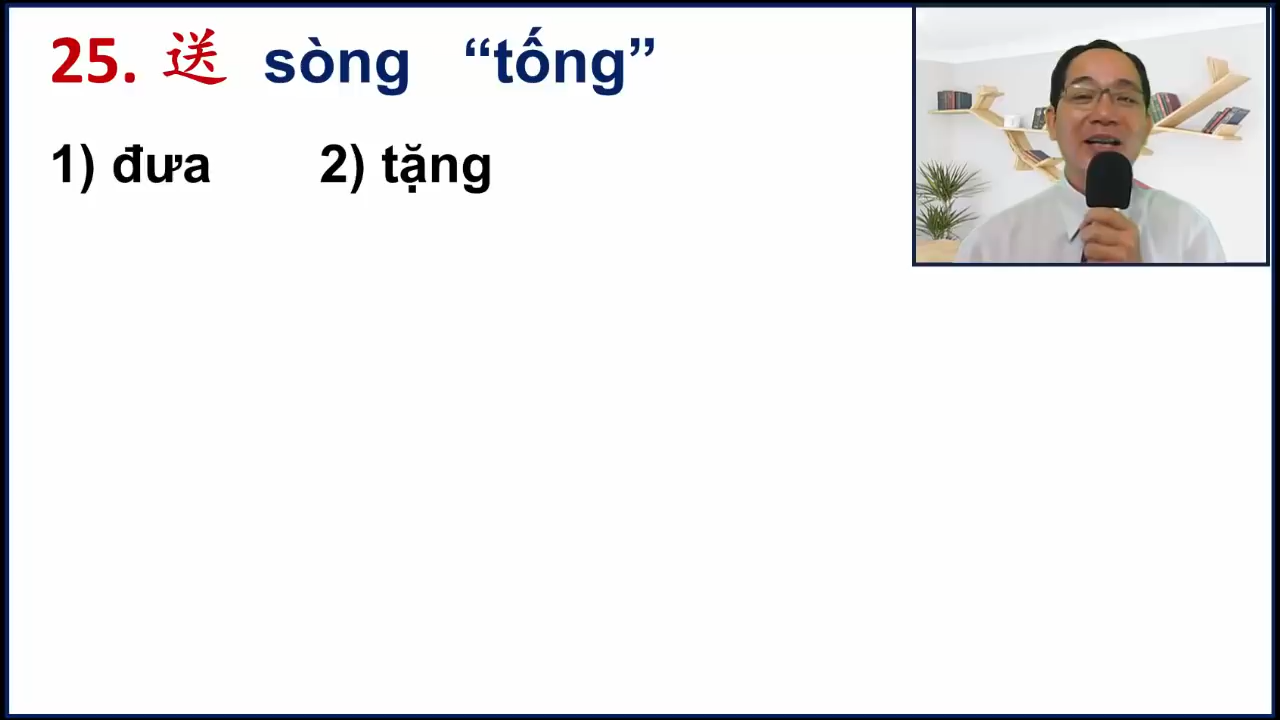 25. 送 sòng “tống”
1) đưa 2) tặng